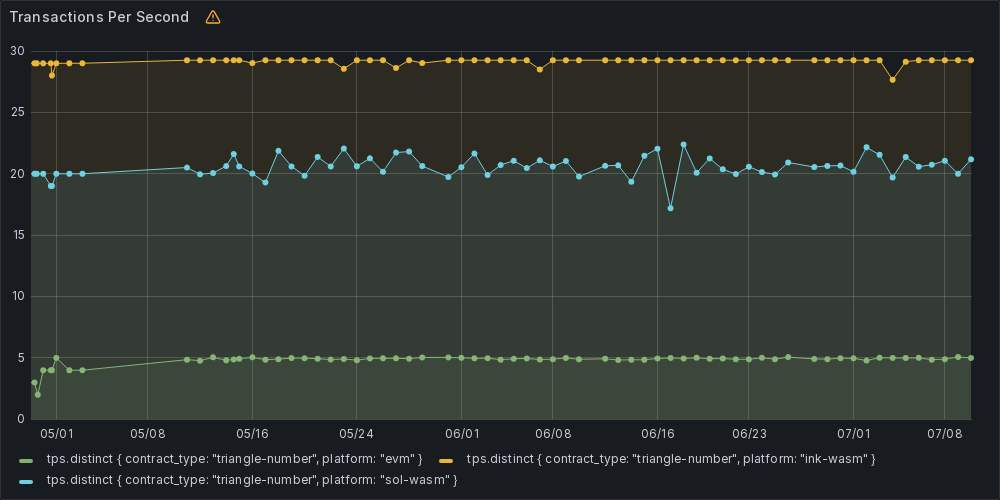 Transactions Per Second
30
25
20
15
10
5
0
05/01 05/08 05/16 05/24 06/01 06/08 06/16 06/23 07/01 07/08
tps.distinct { contract_type: "triangle-number", platform: "evm" } tps.distinct { contract_type: "triangle-number", platform: "ink-wasm" }
tps.distinct { contract_type: "triangle-number", platform: "sol-wasm" }